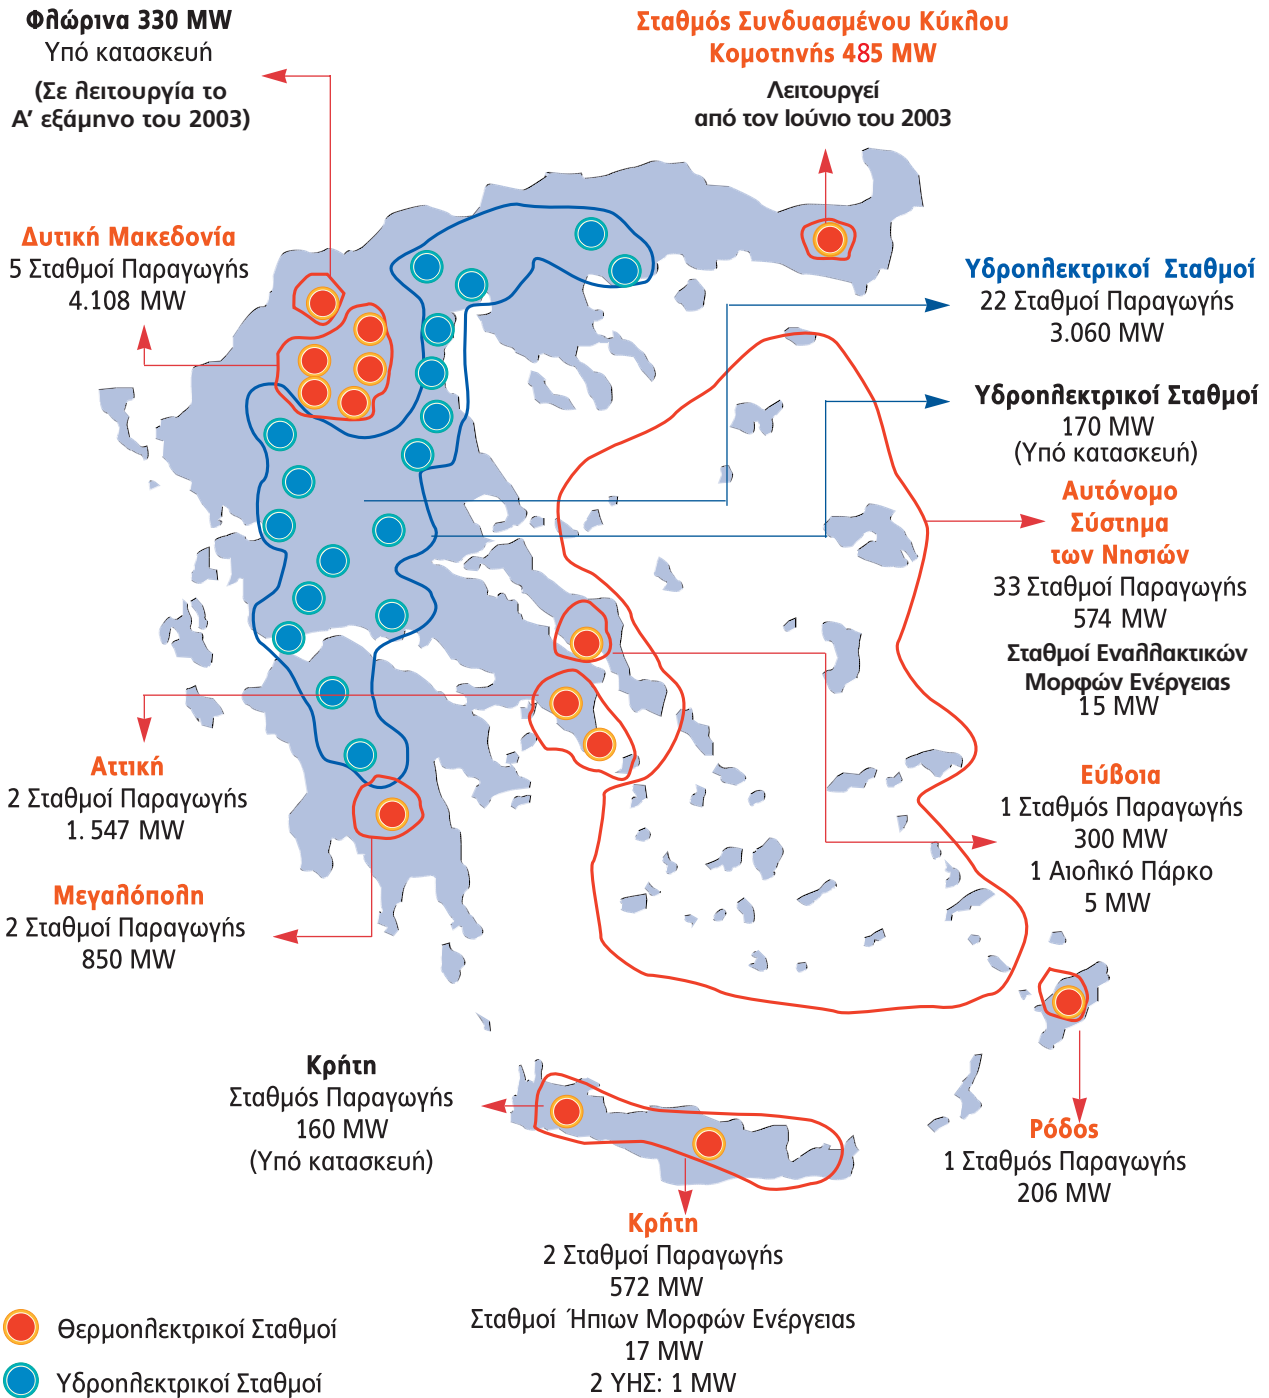 Φλώρινα 330 MW
Υπό κατασκευή
(Σε λειτουργία το
Α’ εξάμηνο του 2003)
Σταθμός Συνδυασμένου Κύκλου
Κομοτηνής 485 MW
Λειτουργεί
από τον Ιούνιο του 2003
Δυτική Μακεδονία
5 Σταθμοί Παραγωγής
4.108 MW
Υδροηλεκτρικοί Σταθμοί
22 Σταθμοί Παραγωγής
3.060 MW
Υδροηλεκτρικοί Σταθμοί
170 MW
(Υπό κατασκευή)
Αυτόνομο
Σύστημα
των Νησιών
33 Σταθμοί Παραγωγής
574 MW
Σταθμοί Εναλλακτικών
Μορφών Ενέργειας
15 MW
Αττική
2 Σταθμοί Παραγωγής
1. 547 MW
Εύβοια
1 Σταθμός Παραγωγής
300 MW
1 Αιολικό Πάρκο
5 MW
Μεγαλόπολη
2 Σταθμοί Παραγωγής
850 MW
Κρήτη
Σταθμός Παραγωγής
160 MW
(Υπό κατασκευή)
Ρόδος
1 Σταθμός Παραγωγής
206 MW
Κρήτη
2 Σταθμοί Παραγωγής
572 MW
Σταθμοί Ήπιων Μορφών Ενέργειας
17 MW
2 ΥΗΣ: 1 MW
Θερμοηλεκτρικοί Σταθμοί
Υδροηλεκτρικοί Σταθμοί